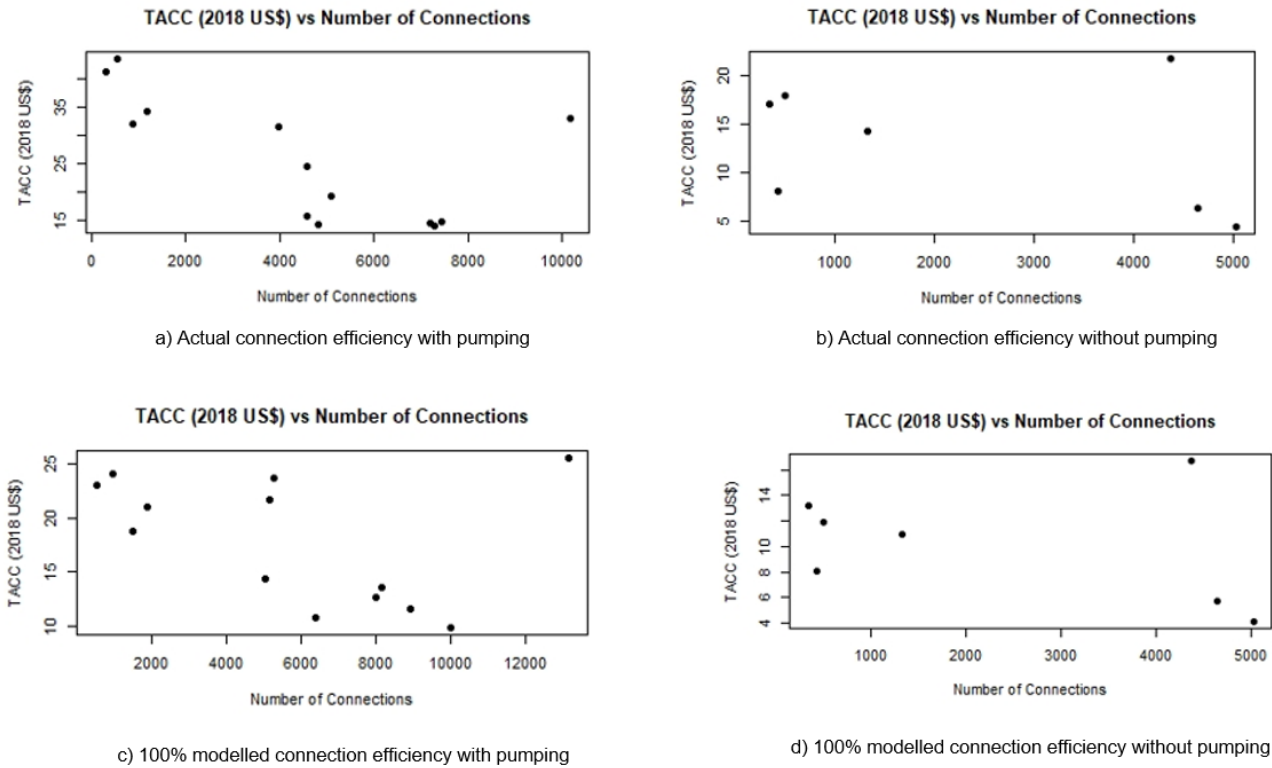 TACC (2018 US$) vs Number of Connections
TACC (2018 US$)
35
25
15
0 2000 4000 6000 8000 10000
Number of Connections
a) Actual connection efficiency with pumping
TACC (2018 US$) vs Number of Connections
TACC (2018 US$)
20
15
10
5
1000 2000 3000 4000 5000
Number of Connections
b) Actual connection efficiency without pumping
TACC (2018 US$) vs Number of Connections
TACC (2018 US$)
25
20
15
10
2000 4000 6000 8000 10000 12000
Number of Connections
c) 100% modelled connection efficiency with pumping
TACC (2018 US$) vs Number of Connections
TACC (2018 US$)
14
10
8
6
4
1000 2000 3000 4000 5000
Number of Connections
d) 100% modelled connection efficiency without pumping